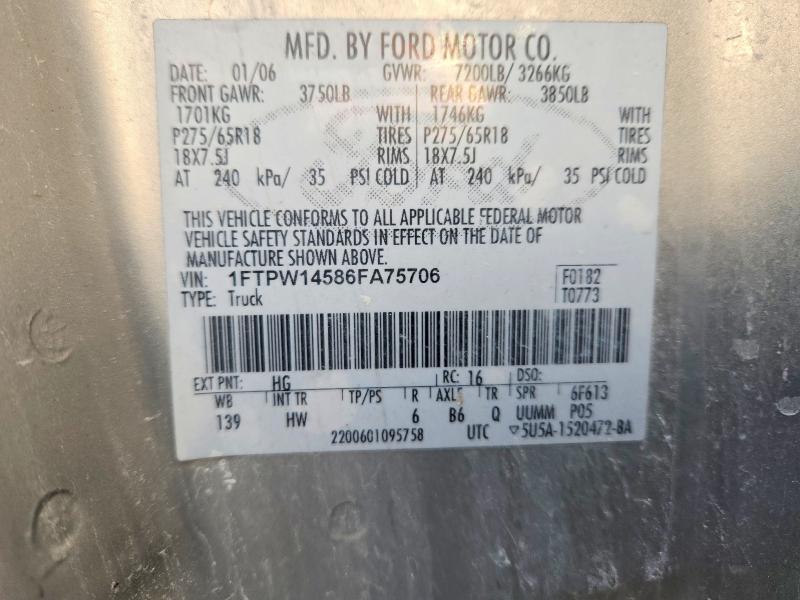 MFD. BY FORD MOTOR CO.
DATE: 01/06 GVWR: 7200LB/ 3266KG
FRONT GAWR: 3750LB REAR GAWR: 3850LB
1701KG WITH 1746KG WITH
P275/65R18 TIRES P275/65R18 TIRES
18X7.5J RIMS 18X7.5J RIMS
AT 240 kPa/ 35 PSI COLD AT 240 kPa/ 35 PSI COLD
THIS VEHICLE CONFORMS TO ALL APPLICABLE FEDERAL MOTOR
VEHICLE SAFETY STANDARDS IN EFFECT ON THE DATE OF
MANUFACTURE SHOWN ABOVE.
VIN: 1FTPW14586FA75706 F0182
TYPE: Truck T0773
EXT PNT: HG RC: 16 DSO:
WB INT TR TP/PS R AXLE TR SPR 6F613
139 HW 6 B6 Q UUMM P05
2200601095758 UTC ▽5U5A-1520472-BA